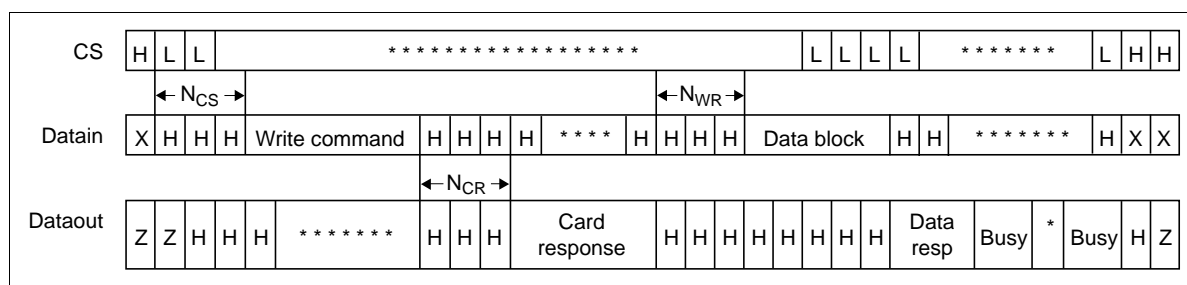 CS H L L * * * * * * * * * * * * * * * * * * L L L L * * * * * * * L H H
N_CS N_WR
Datain X H H H Write command H H H H * * * * H H H H Data block H H * * * * * * * H X X
N_CR
Dataout Z Z H H H * * * * * * * H H H Card response H H H H H H H H Data resp Busy * Busy H Z